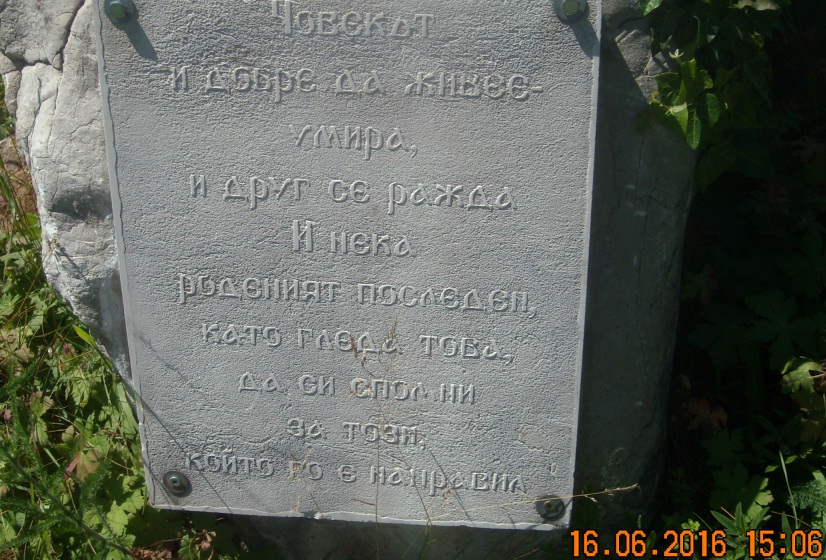 Човекът
и добре да живее-
умира,
и друг се ражда
И нека
роденият последен,
като гледа това,
да си спомни
за този,
който го е направил
16.06.2016 15:06